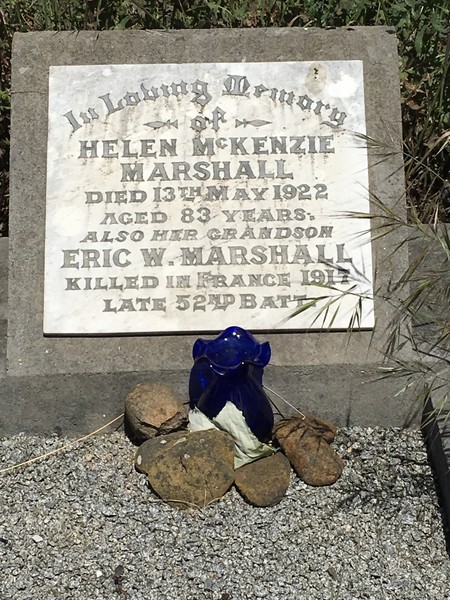 In Loving Memory
of
HELEN McKENZIE
MARSHALL
DIED 13TH MAY 1922
AGED 83 YEARS.
ALSO HER GRANDSON
ERIC W. MARSHALL
KILLED IN FRANCE 1917
LATE 52ND BATT.